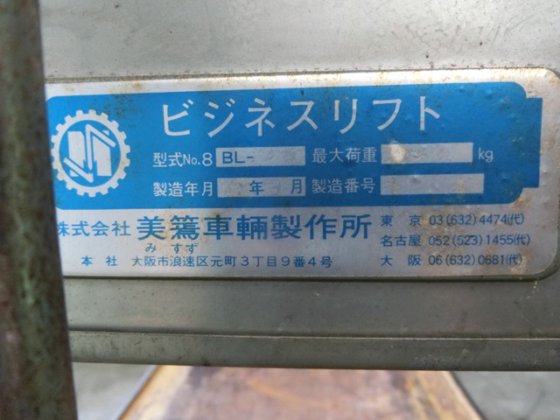 ビジネスリフト
型式No.8 BL- 最大荷重 kg
製造年月 年 月 製造番号
株式会社 美篶車輛製作所
みすず
本社 大阪市浪速区元町3丁目9番4号
東京 03(632)4474(代)
名古屋 052(523)1455(代)
大阪 06(632)0681(代)